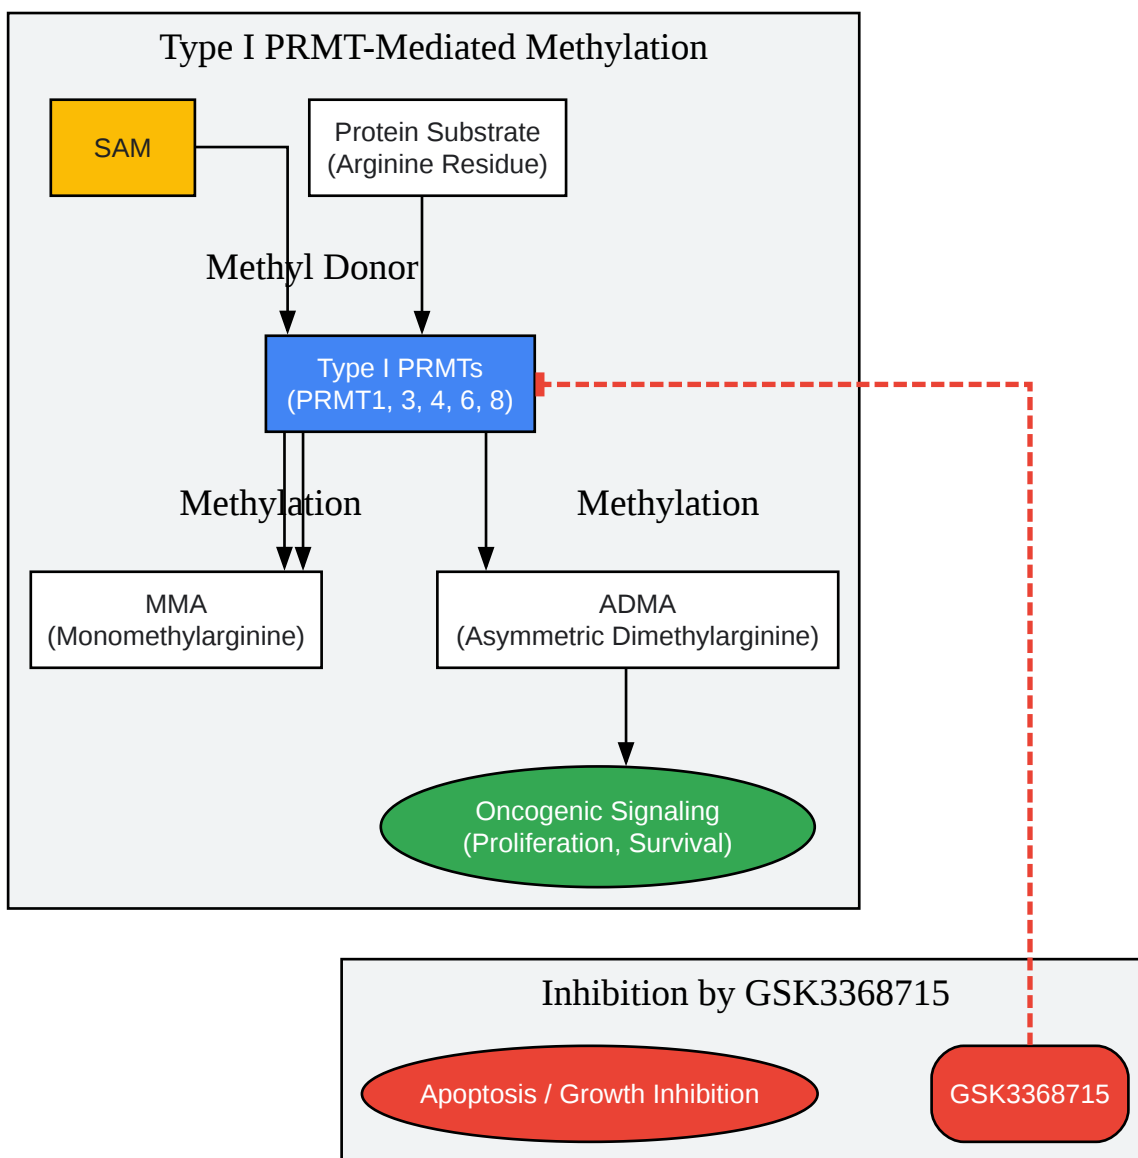 Type I PRMT-Mediated Methylation
SAM
Protein Substrate
(Arginine Residue)
Methyl Donor
Type I PRMTs
(PRMT1, 3, 4, 6, 8)
Methylation
Methylation
MMA
(Monomethylarginine)
ADMA
(Asymmetric Dimethylarginine)
Oncogenic Signaling
(Proliferation, Survival)
Inhibition by GSK3368715
Apoptosis / Growth Inhibition
GSK3368715